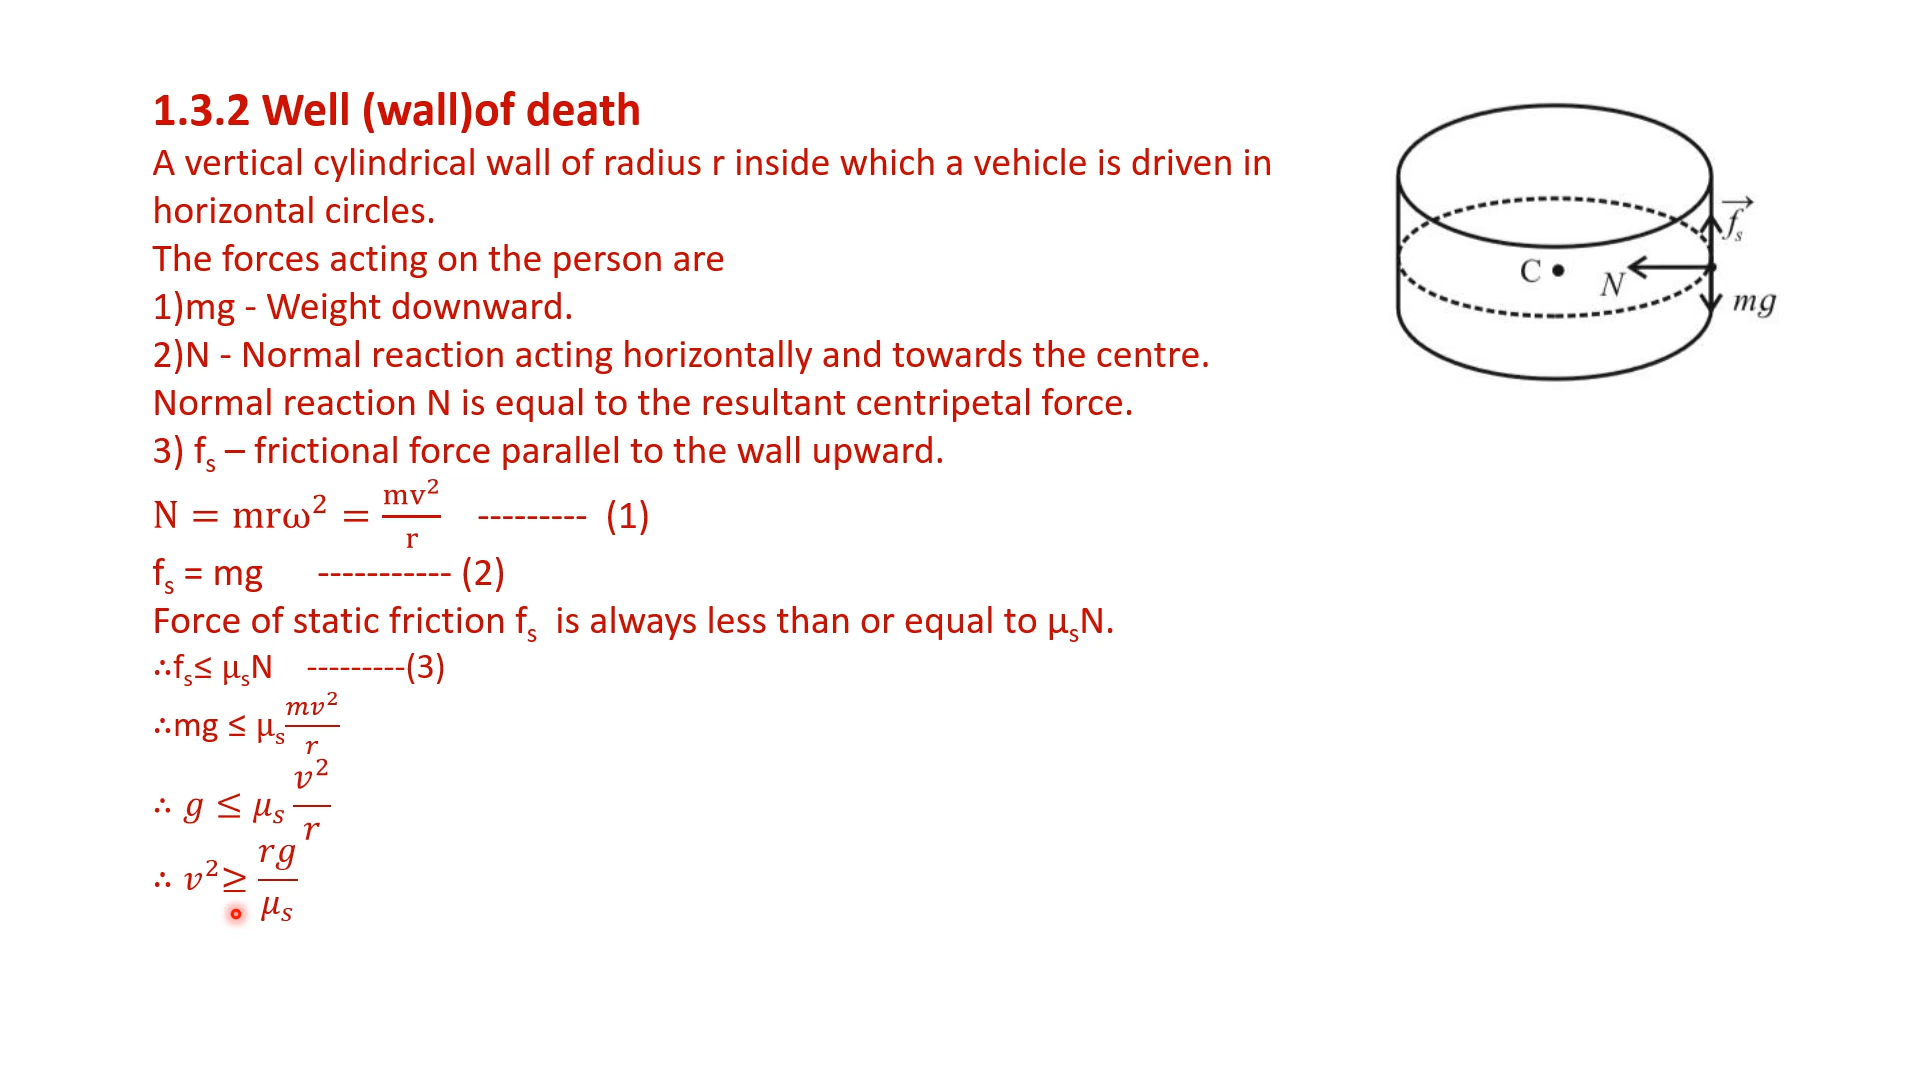 1.3.2 Well (wall)of death
A vertical cylindrical wall of radius r inside which a vehicle is driven in
horizontal circles.
The forces acting on the person are
1)mg - Weight downward.
2)N - Normal reaction acting horizontally and towards the centre.
Normal reaction N is equal to the resultant centripetal force.
3) fₛ – frictional force parallel to the wall upward.
N = mrω² = mv²/r --------- (1)
fₛ = mg ----------- (2)
Force of static friction fₛ is always less than or equal to μₛN.
∴fₛ≤ μₛN ---------(3)
∴mg ≤ μₛ mv²/r
∴ g ≤ μₛ v²/r
∴ v² ≥ rg/μₛ
C
N
fₛ
mg